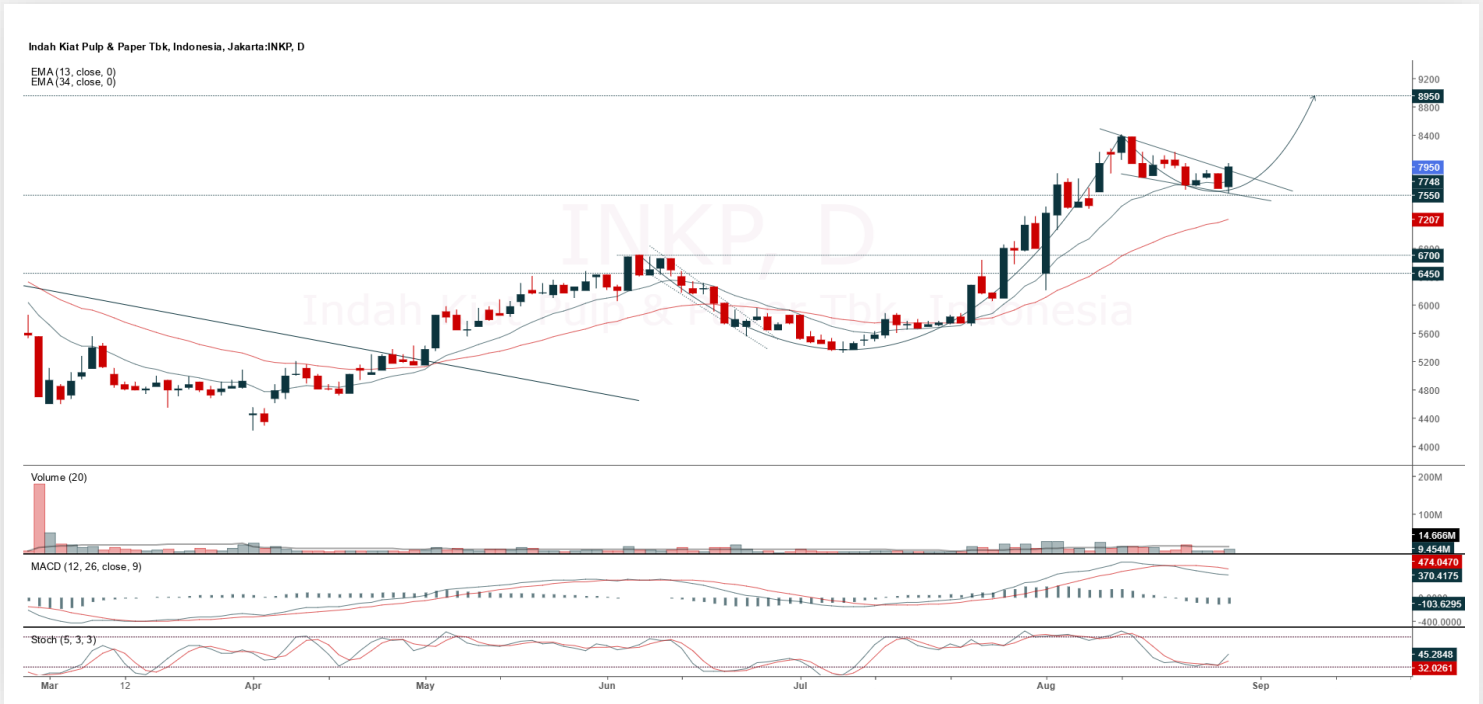 Indah Kiat Pulp & Paper Tbk, Indonesia, Jakarta:INKP, D
EMA (13, close, 0)
EMA (34, close, 0)
9200
8950
8800
8400
7950
7748
7550
7207
6800
6700
6450
6000
5600
5200
4800
4400
4000
INKP, D
Indah Kiat Pulp & Paper Tbk, Indonesia
Volume (20)
200M
100M
14.666M
9.454M
MACD (12, 26, close, 9)
474.0470
370.4175
0.0000
-103.6295
-400.0000
Stoch (5, 3, 3)
45.2848
32.0261
Mar 12 Apr May Jun Jul Aug Sep